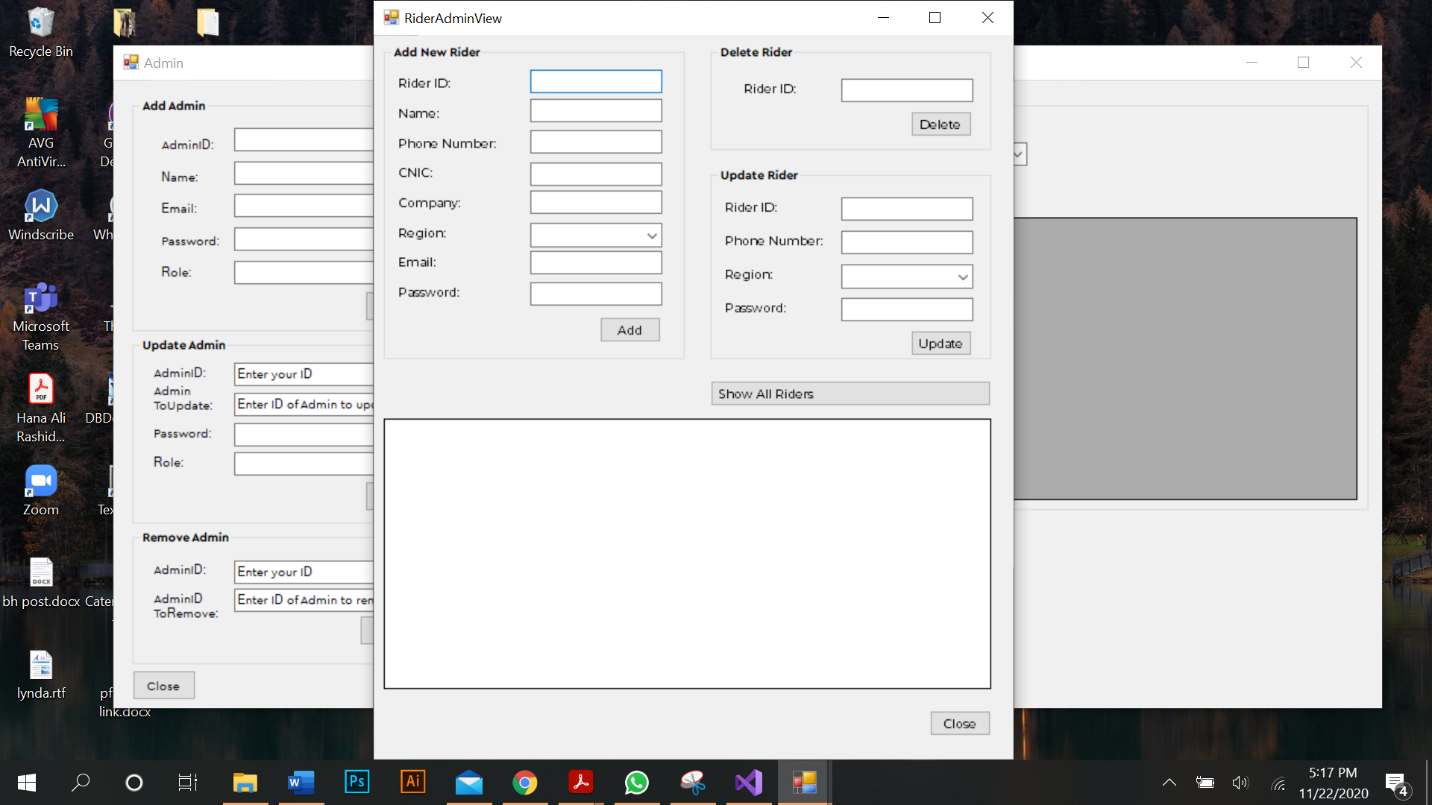 Recycle Bin
AVG
AntiVir...
Windscribe
Microsoft
Teams
Hana Ali
Rashid...
Zoom
bh post.docx
lynda.rtf
link.docx
Admin
Add Admin
AdminID:
Name:
Email:
Password:
Role:
Update Admin
AdminID:
Enter your ID
Admin
ToUpdate:
Enter ID of Admin to upd
Password:
Role:
Remove Admin
AdminID:
Enter your ID
AdminID
ToRemove:
Enter ID of Admin to rem
Close
RiderAdminView
Add New Rider
Rider ID:
Name:
Phone Number:
CNIC:
Company:
Region:
Email:
Password:
Add
Delete Rider
Rider ID:
Delete
Update Rider
Rider ID:
Phone Number:
Region:
Password:
Update
Show All Riders
Close
Ps
Ai
5:17 PM
11/22/2020
4